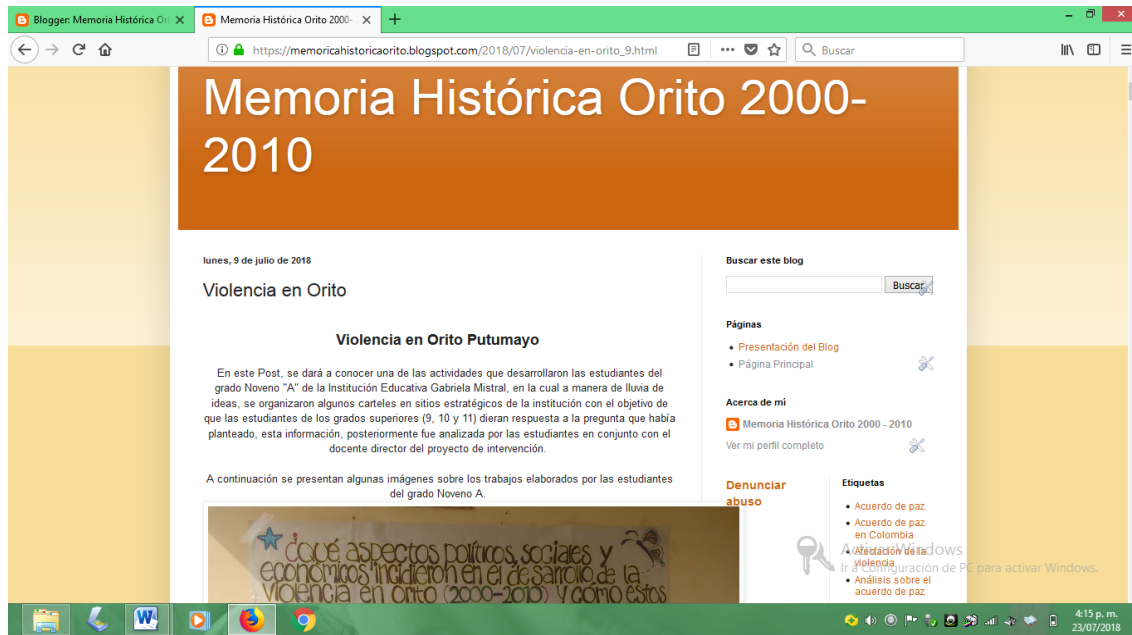 Blogger: Memoria Histórica Ori
Memoria Histórica Orito 2000-
https://memoricahistoricaorito.blogspot.com/2018/07/violencia-en-orito_9.html
Buscar
Memoria Histórica Orito 2000-
2010
lunes, 9 de julio de 2018
Violencia en Orito
Violencia en Orito Putumayo
En este Post, se dará a conocer una de las actividades que desarrollaron las estudiantes del
grado Noveno "A" de la Institución Educativa Gabriela Mistral, en la cual a manera de lluvia de
ideas, se organizaron algunos carteles en sitios estratégicos de la institución con el objetivo de
que las estudiantes de los grados superiores (9, 10 y 11) dieran respuesta a la pregunta que había
planteado, esta información, posteriormente fue analizada por las estudiantes en conjunto con el
docente director del proyecto de intervención.
A continuación se presentan algunas imágenes sobre los trabajos elaborados por las estudiantes
del grado Noveno A.
¿Qué aspectos políticos, sociales y
económicos incidieron en el desarrollo de la
violencia en orito (2000-2010) y como estos
Buscar este blog
Buscar
Páginas
Presentación del Blog
Página Principal
Acerca de mí
Memoria Histórica Orito 2000 - 2010
Ver mi perfil completo
Denunciar
abuso
Etiquetas
Acuerdo de paz
Acuerdo de paz
en Colombia
Afectación de la
violencia
Análisis sobre el
acuerdo de paz
Activar Windows
Ir a Configuración de PC para activar Windows.
4:15 p. m.
23/07/2018